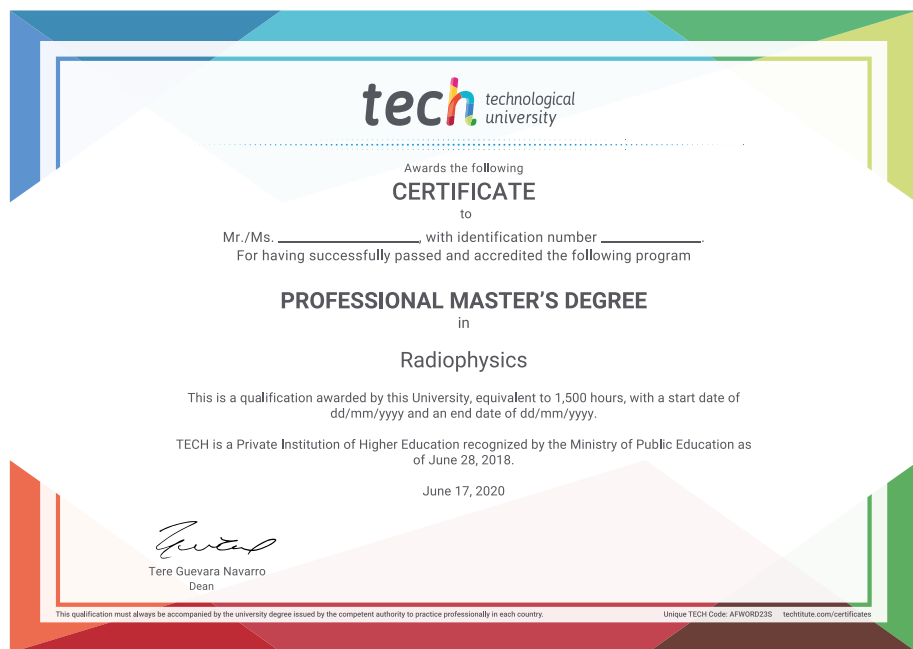 tech technological
university
Awards the following
CERTIFICATE
to
Mr./Ms. ________________, with identification number ____________.
For having successfully passed and accredited the following program
PROFESSIONAL MASTER'S DEGREE
in
Radiophysics
This is a qualification awarded by this University, equivalent to 1,500 hours, with a start date of
dd/mm/yyyy and an end date of dd/mm/yyyy.
TECH is a Private Institution of Higher Education recognized by the Ministry of Public Education as
of June 28, 2018.
June 17, 2020
Tere Guevara Navarro
Dean
This qualification must always be accompanied by the university degree issued by the competent authority to practice professionally in each country. Unique TECH Code: AFWORD23S techtitute.com/certificates